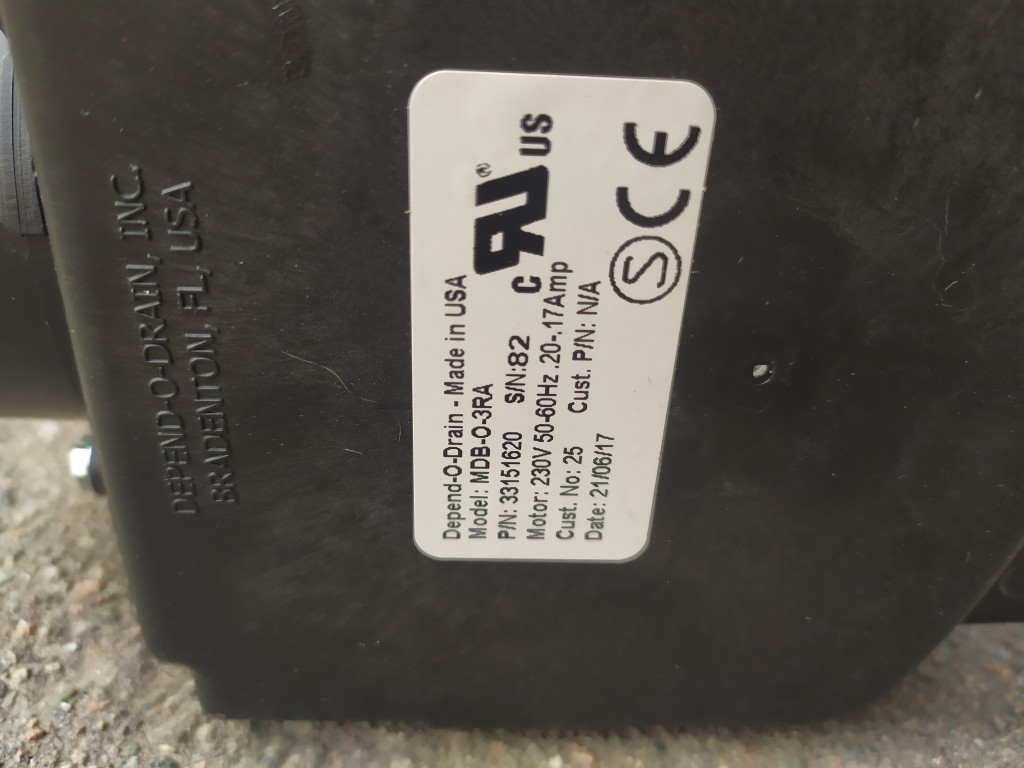 DEPEND-O-DRAIN, INC.
BRADENTON, FL, USA
Depend-O-Drain - Made in USA
Model: MDB-O-3RA
P/N: 33151620 S/N:82
Motor: 230V 50-60Hz .20-.17Amp
Cust. No: 25 Cust. P/N: N/A
Date: 21/06/17
c RU ® US
S CE